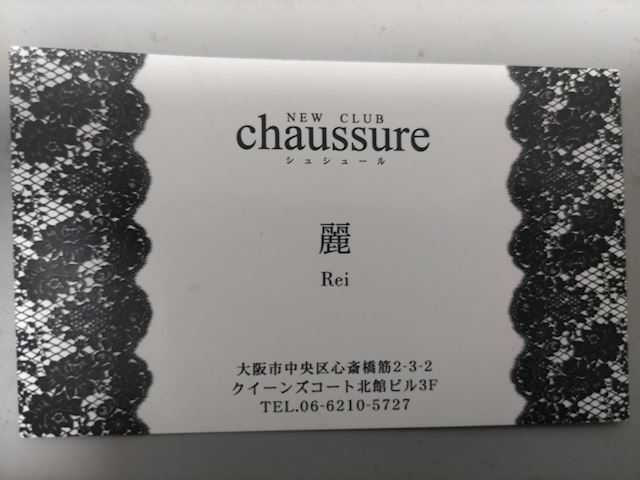 NEW CLUB
chaussure
シュシュール
麗
Rei
大阪市中央区心斎橋筋2-3-2
クイーンズコート北館ビル3F
TEL.06-6210-5727